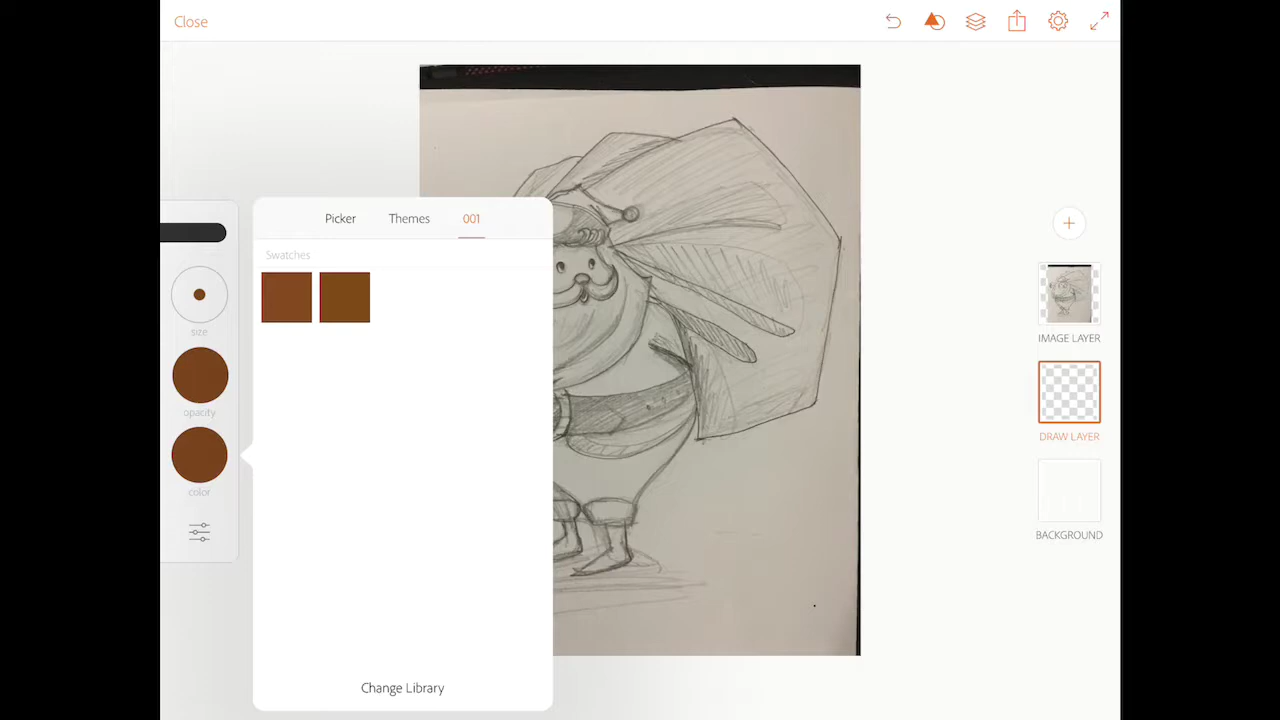 Close
Picker Themes 001
Swatches
size
opacity
color
Change Library
IMAGE LAYER
DRAW LAYER
BACKGROUND